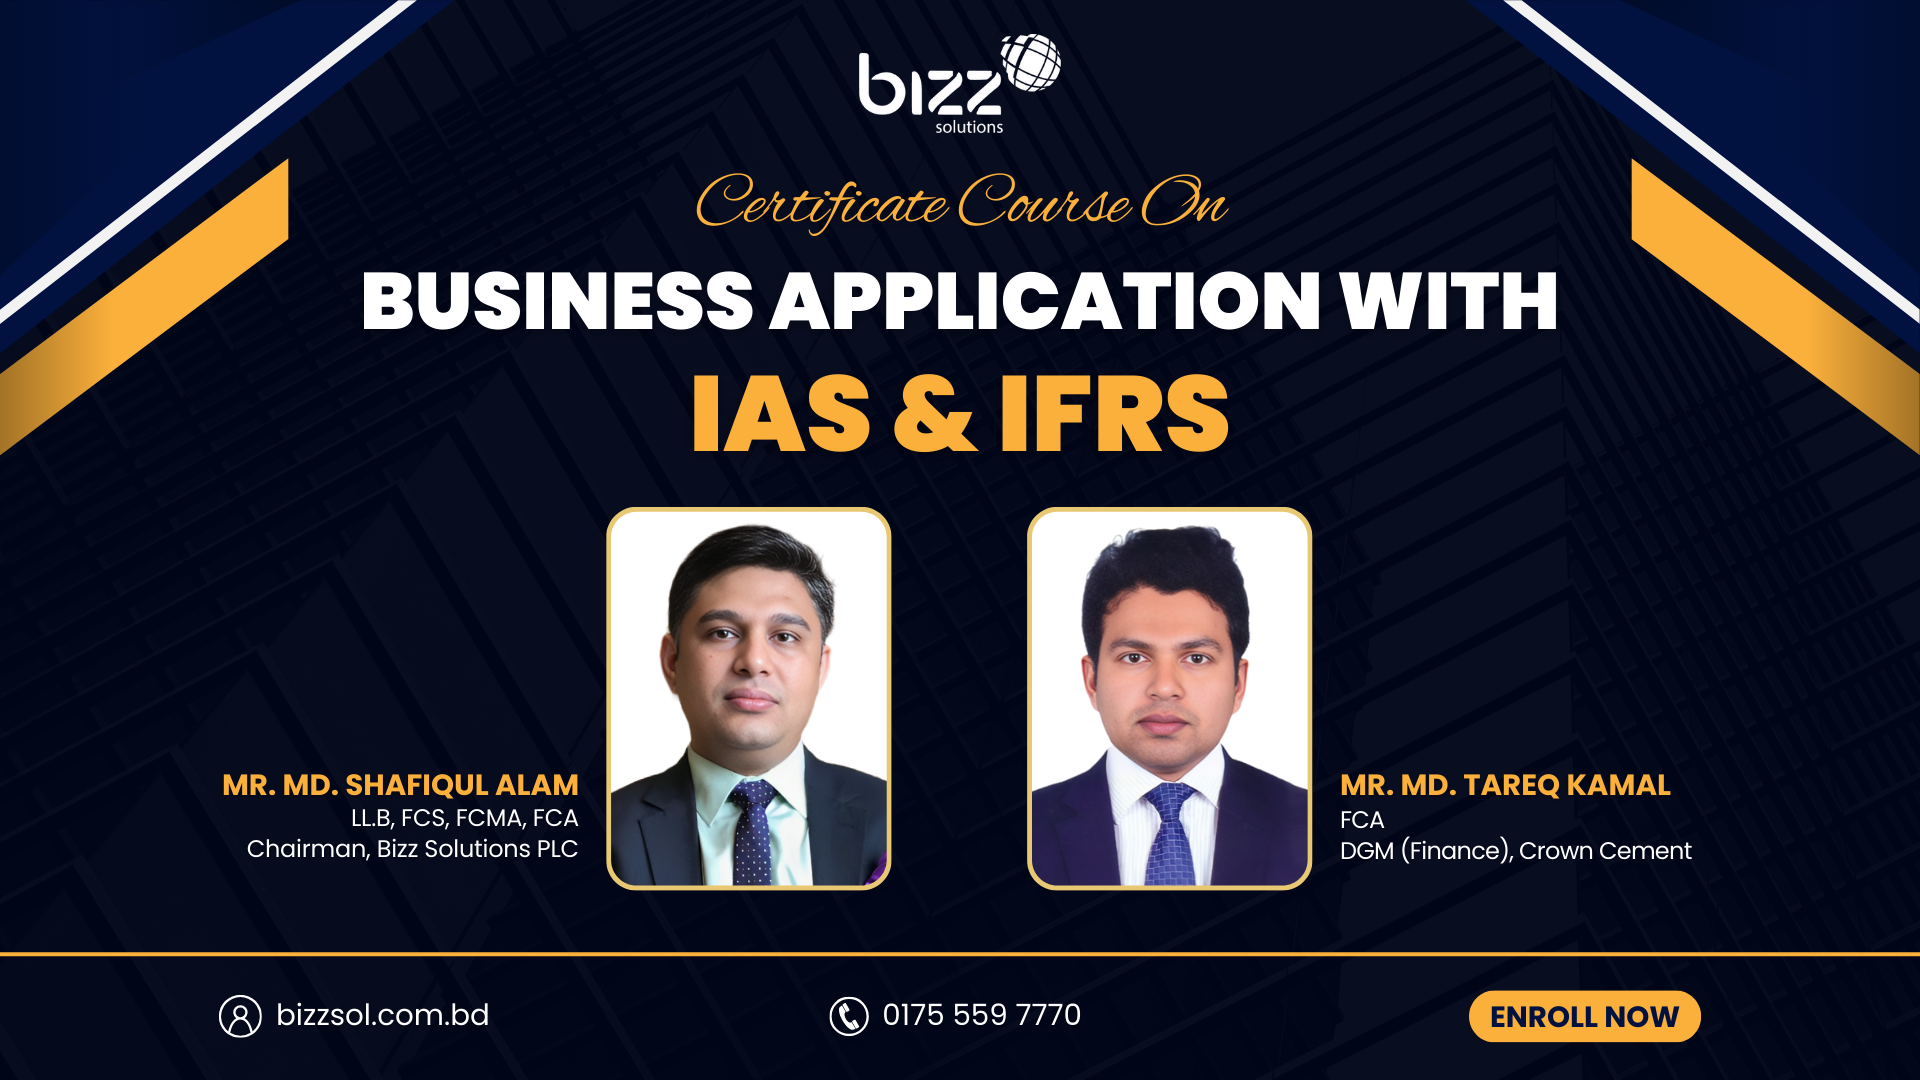 bizz
solutions
Certificate Course On
BUSINESS APPLICATION WITH
IAS & IFRS
MR. MD. SHAFIQUL ALAM
LL.B, FCS, FCMA, FCA
Chairman, Bizz Solutions PLC
MR. MD. TAREQ KAMAL
FCA
DGM (Finance), Crown Cement
bizzsol.com.bd
0175 559 7770
ENROLL NOW